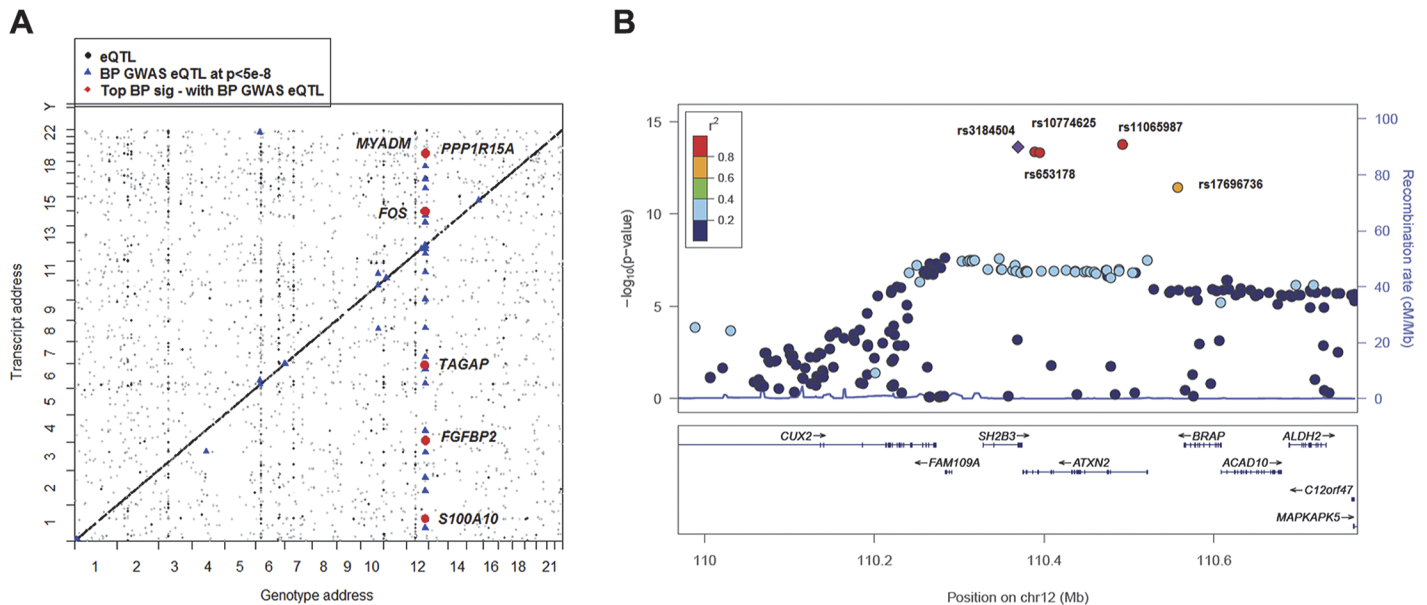 A
eQTL
BP GWAS eQTL at p<5e-8
Top BP sig - with BP GWAS eQTL
Transcript address
Y
22
18
15
13
11
9
8
7
6
5
4
3
2
1
MYADM
PPP1R15A
FOS
TAGAP
FGFBP2
S100A10
1 2 3 4 5 6 7 8 9 10 12 14 16 18 21
Genotype address
B
r2
0.8
0.6
0.4
0.2
rs3184504
rs10774625
rs11065987
rs653178
rs17696736
−log10(p−value)
15
10
5
0
100
80
60
40
20
0
Recombination rate (cM/Mb)
CUX2→
SH2B3→
←BRAP
ALDH2→
←FAM109A
←ATXN2
ACAD10→
←C12orf47
MAPKAPK5→
110 110.2 110.4 110.6
Position on chr12 (Mb)